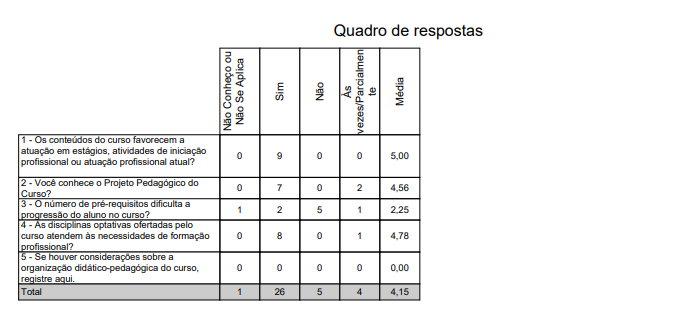 Quadro de respostas
Não Conheço ou
Não Se Aplica
Sim
Não
Às
vezes/Parcialmen
te
Média
1 - Os conteúdos do curso favorecem a
atuação em estágios, atividades de iniciação
profissional ou atuação profissional atual?
0 9 0 0 5,00
2 - Você conhece o Projeto Pedagógico do
Curso?
0 7 0 2 4,56
3 - O número de pré-requisitos dificulta a
progressão do aluno no curso?
1 2 5 1 2,25
4 - As disciplinas optativas ofertadas pelo
curso atendem às necessidades de formação
profissional?
0 8 0 1 4,78
5 - Se houver considerações sobre a
organização didático-pedagógica do curso,
registre aqui.
0 0 0 0 0,00
Total 1 26 5 4 4,15